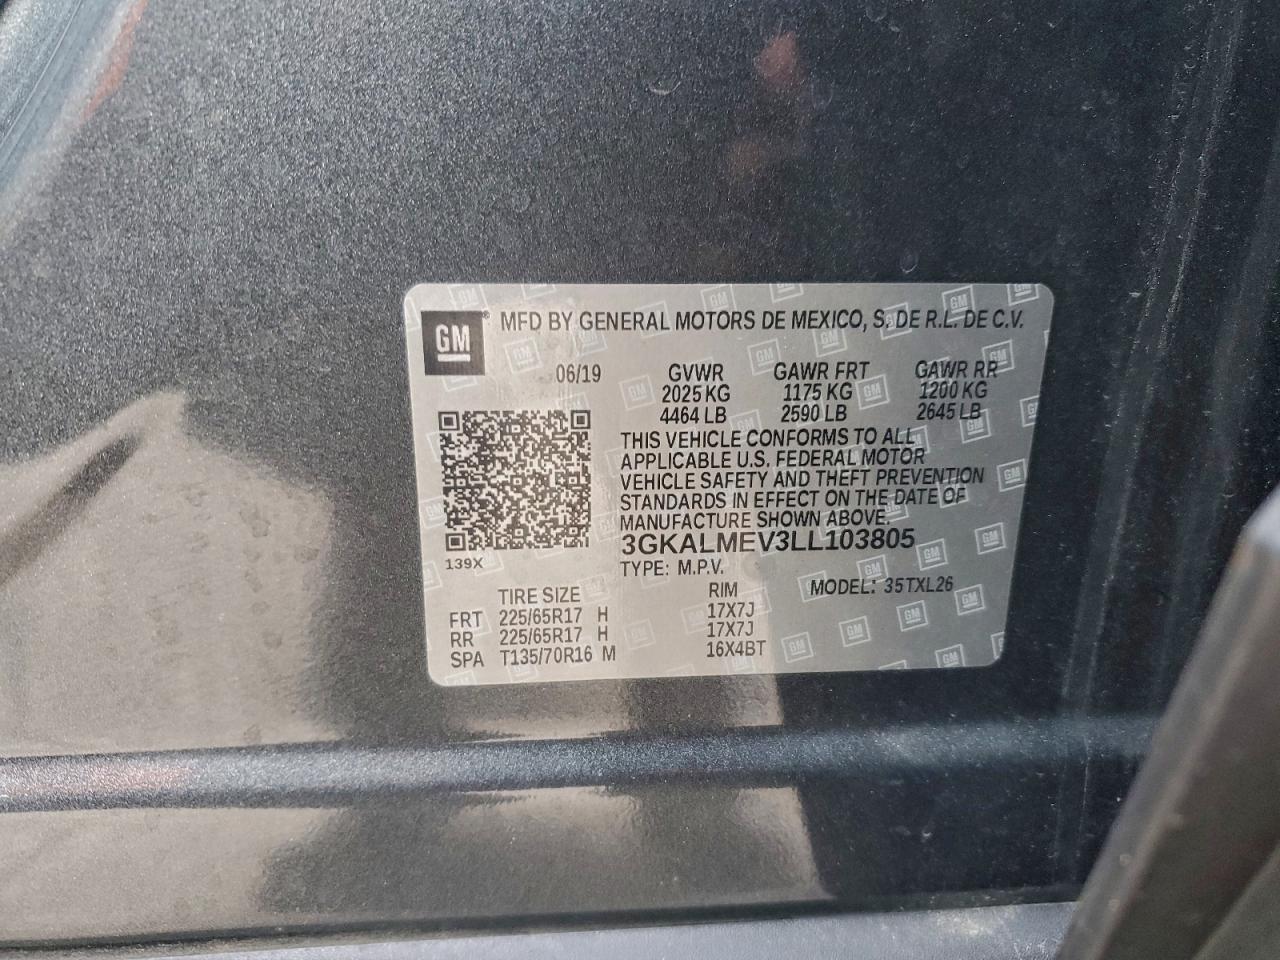 GM® MFD BY GENERAL MOTORS DE MEXICO, S. DE R.L. DE C.V.
06/19 GVWR GAWR FRT GAWR RR
2025 KG 1175 KG 1200 KG
4464 LB 2590 LB 2645 LB
THIS VEHICLE CONFORMS TO ALL
APPLICABLE U.S. FEDERAL MOTOR
VEHICLE SAFETY AND THEFT PREVENTION
STANDARDS IN EFFECT ON THE DATE OF
MANUFACTURE SHOWN ABOVE.
3GKALMEV3LL103805
139X TYPE: M.P.V.
TIRE SIZE RIM MODEL: 35TXL26
FRT 225/65R17 H 17X7J
RR 225/65R17 H 17X7J
SPA T135/70R16 M 16X4BT